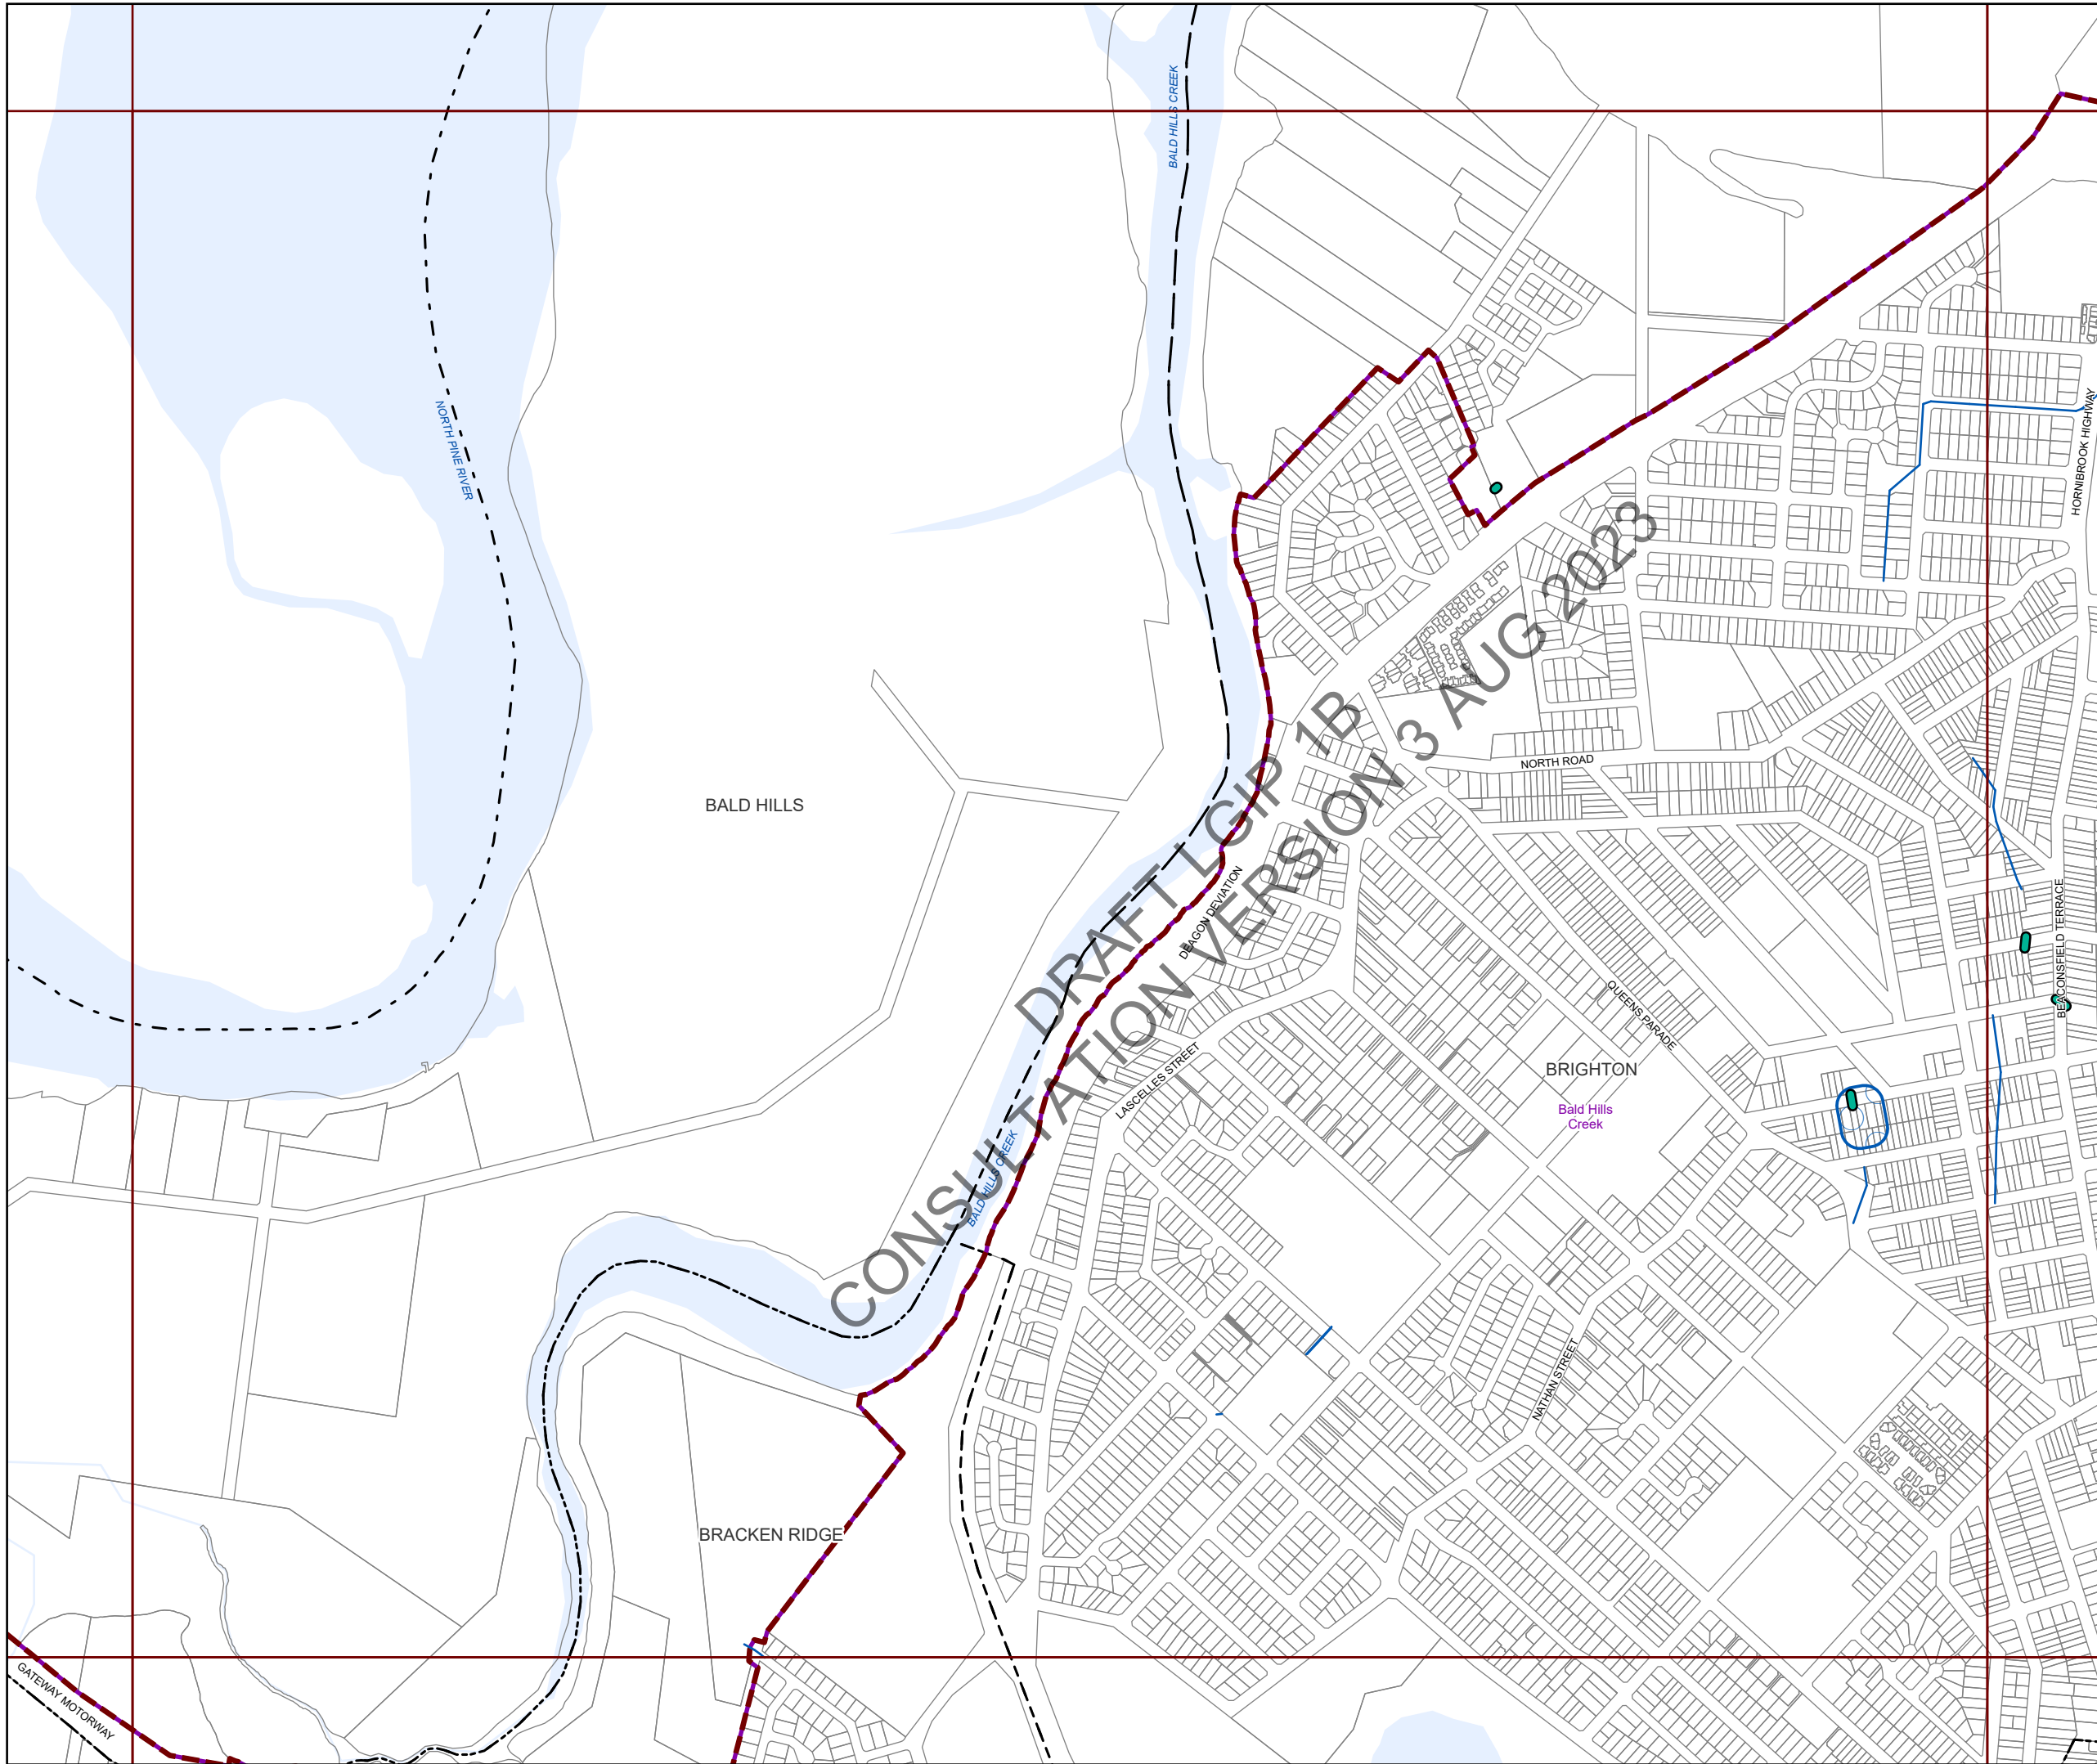 BALD HILLS CREEK
NORTH PINE RIVER
HORNIBROOK HIGHWAY
NORTH ROAD
BALD HILLS
DRAFT LGIP 1B
CONSULTATION VERSION 3 AUG 2023
DEAGON DEVIATION
BEACONSFIELD TERRACE
QUEENS PARADE
LASCELLES STREET
BRIGHTON
Bald Hills
Creek
BALD HILLS CREEK
NATHAN STREET
BRACKEN RIDGE
GATEWAY MOTORWAY